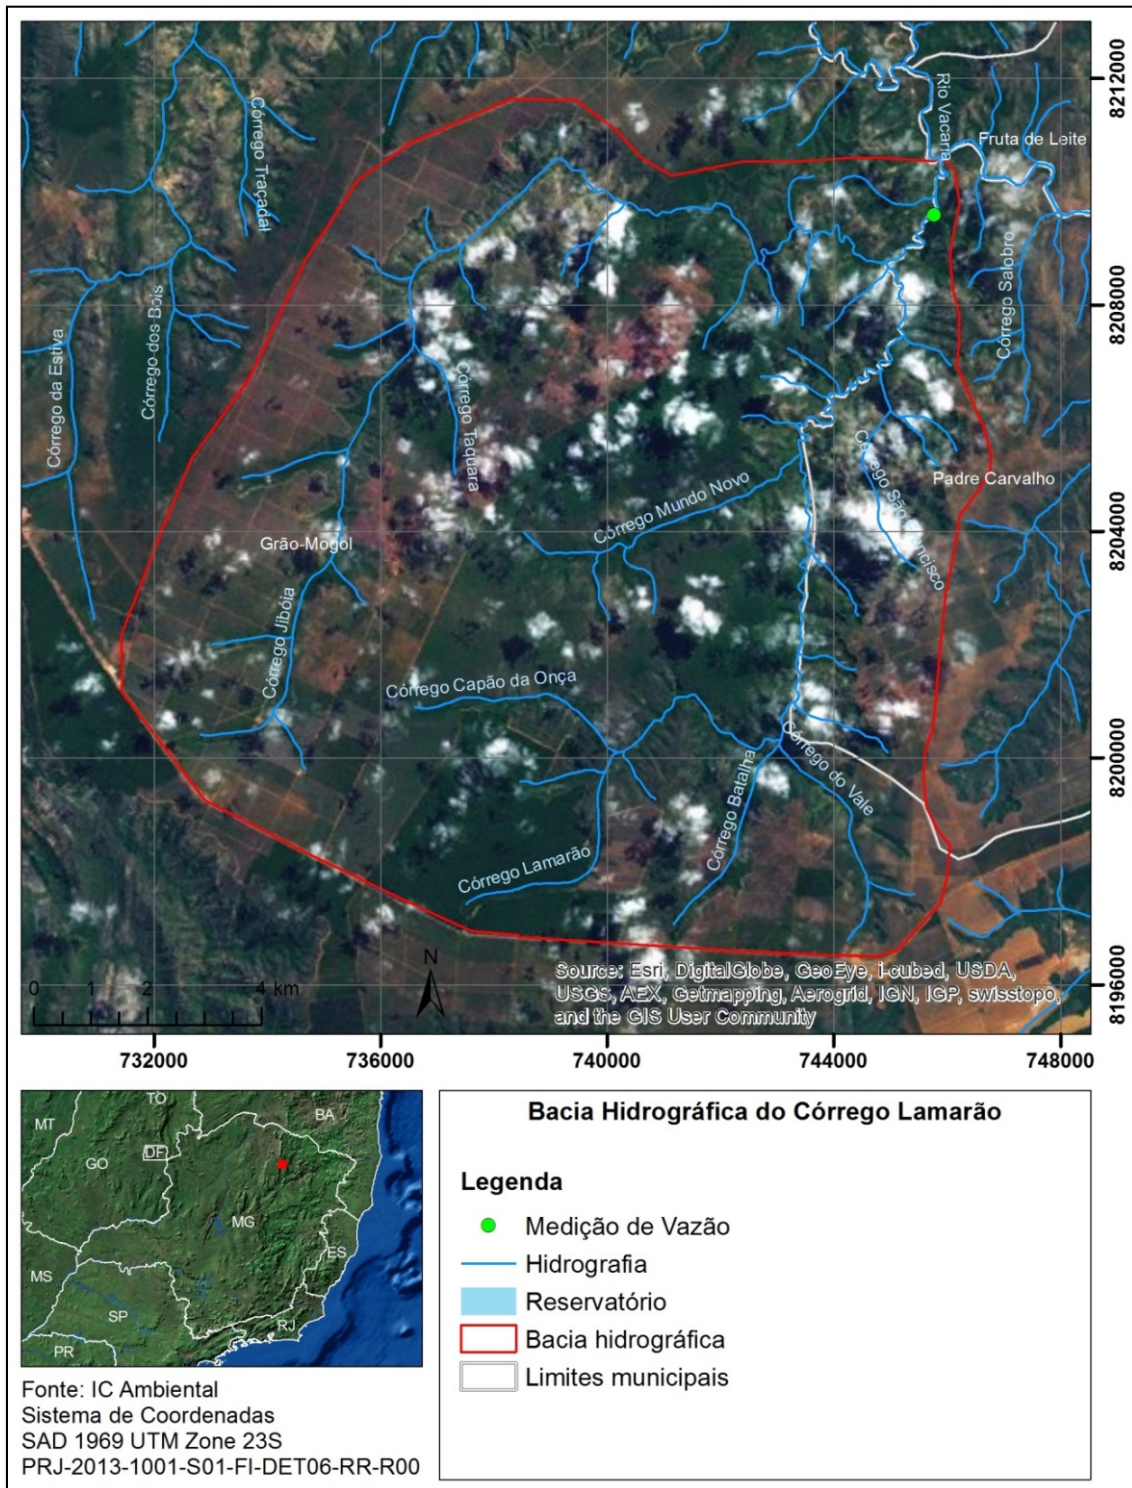 812000
Rio Vacaria
Fruta de Leite
Córrego Traçadal
Córrego Salobro
828000
Córrego dos Bois
Córrego da Estiva
Córrego Taquara
Córrego São Francisco
Padre Carvalho
Córrego Mundo Novo
Grão-Mogol
8204000
Córrego Jibóia
Córrego Capão da Onça
8200000
Córrego do Vale
Córrego Batalha
Córrego Lamarão
N
Source: Esri, DigitalGlobe, GeoEye, i-cubed, USDA,
USGS, AEX, Getmapping, Aerogrid, IGN, IGP, swisstopo,
and the GIS User Community
0 1 2 4 km
8196000
732000 736000 740000 744000 748000
TO
BA
MT
DF
GO
MG
ES
MS
SP
RJ
PR
Bacia Hidrográfica do Córrego Lamarão
Legenda
Medição de Vazão
Hidrografia
Reservatório
Bacia hidrográfica
Limites municipais
Fonte: IC Ambiental
Sistema de Coordenadas
SAD 1969 UTM Zone 23S
PRJ-2013-1001-S01-FI-DET06-RR-R00